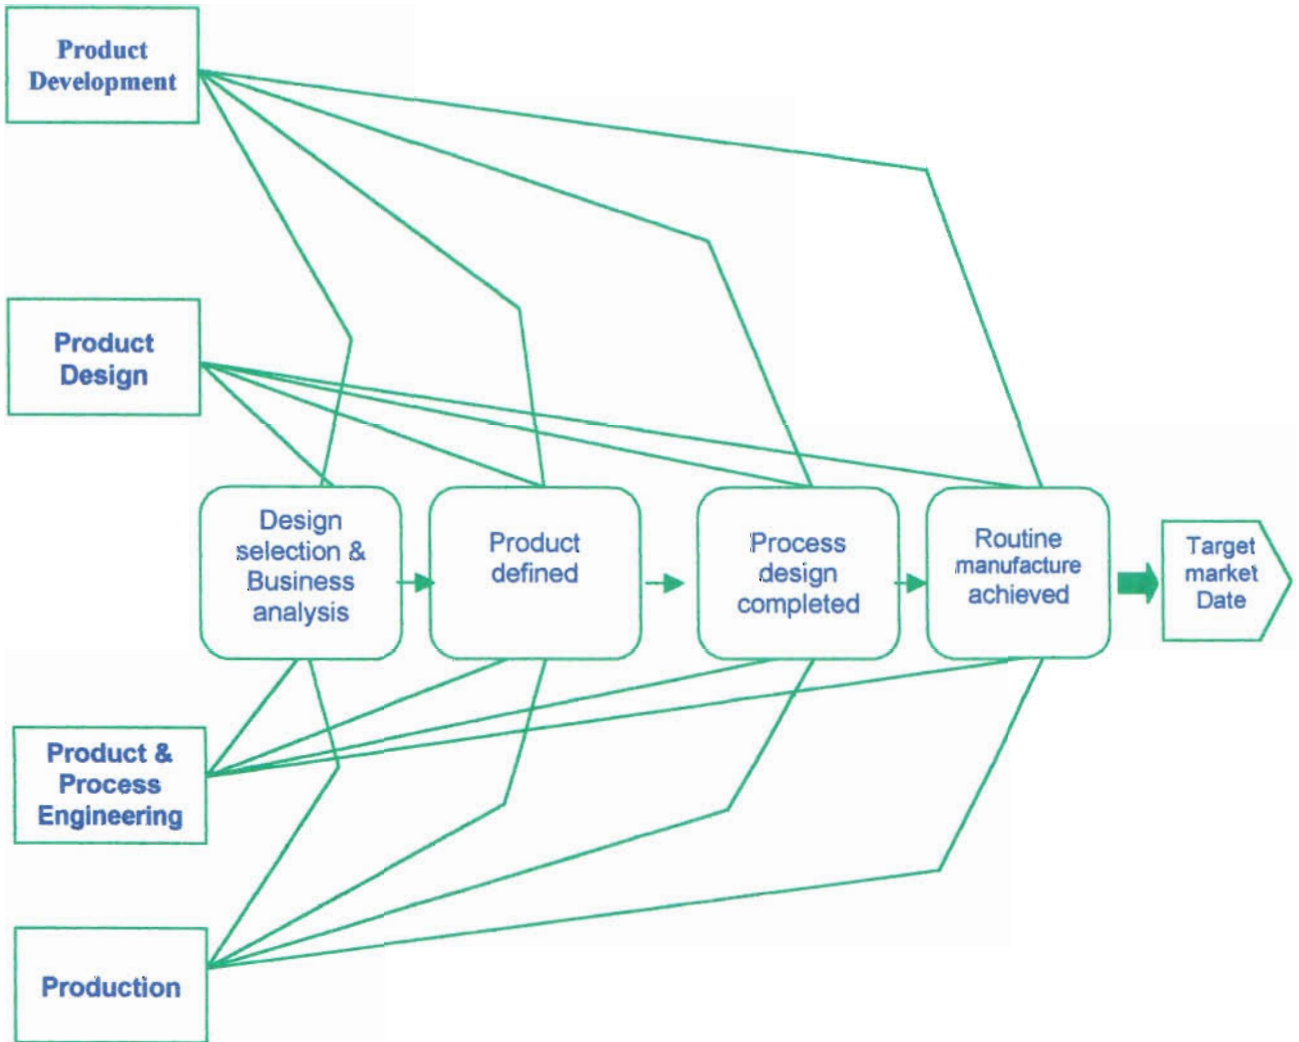 Product
Development
Product
Design
Design
selection &
Business
analysis
Product
defined
Process
design
completed
Routine
manufacture
achieved
Target
market
Date
Product &
Process
Engineering
Production